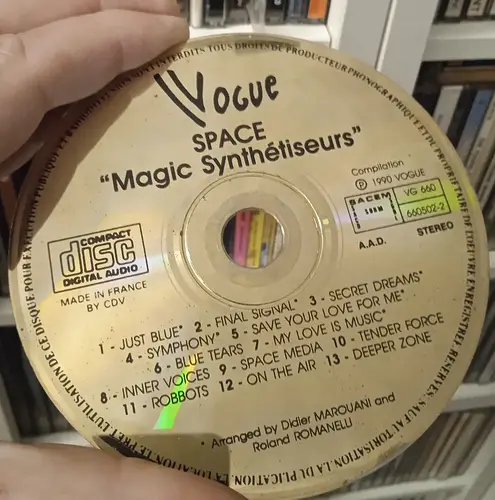 INTERDITS TOUS DROITS DE PRODUCTEUR PHONOGRAPHIQUE ET DU PROPRIETAIRE DE L'OEUVRE ENREGISTREE RESERVES, SAUF AUTORISATION LA DUPLICATION, LA LOCATION, LE PRET, L'UTILISATION DE CE DISQUE POUR EXECUTION PUBLIQUE ET
Vogue
SPACE
"Magic Synthétiseurs"
Compilation
℗ 1990 VOGUE
SACEM
SDRM
VG 660
660502-2
A.A.D.
STEREO
COMPACT
disc
DIGITAL AUDIO
MADE IN FRANCE
BY CDV
1 - JUST BLUE* 2 - FINAL SIGNAL* 3 - SECRET DREAMS*
4 - SYMPHONY* 5 - SAVE YOUR LOVE FOR ME*
6 - BLUE TEARS 7 - MY LOVE IS MUSIC*
8 - INNER VOICES 9 - SPACE MEDIA 10 - TENDER FORCE
11 - ROBBOTS 12 - ON THE AIR 13 - DEEPER ZONE
* Arranged by Didier MAROUANI and
Roland ROMANELLI